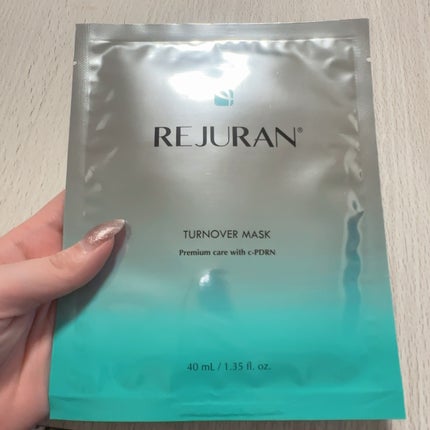 REJURAN®
TURNOVER MASK
Premium care with c-PDRN
40 mL / 1.35 fl. oz.